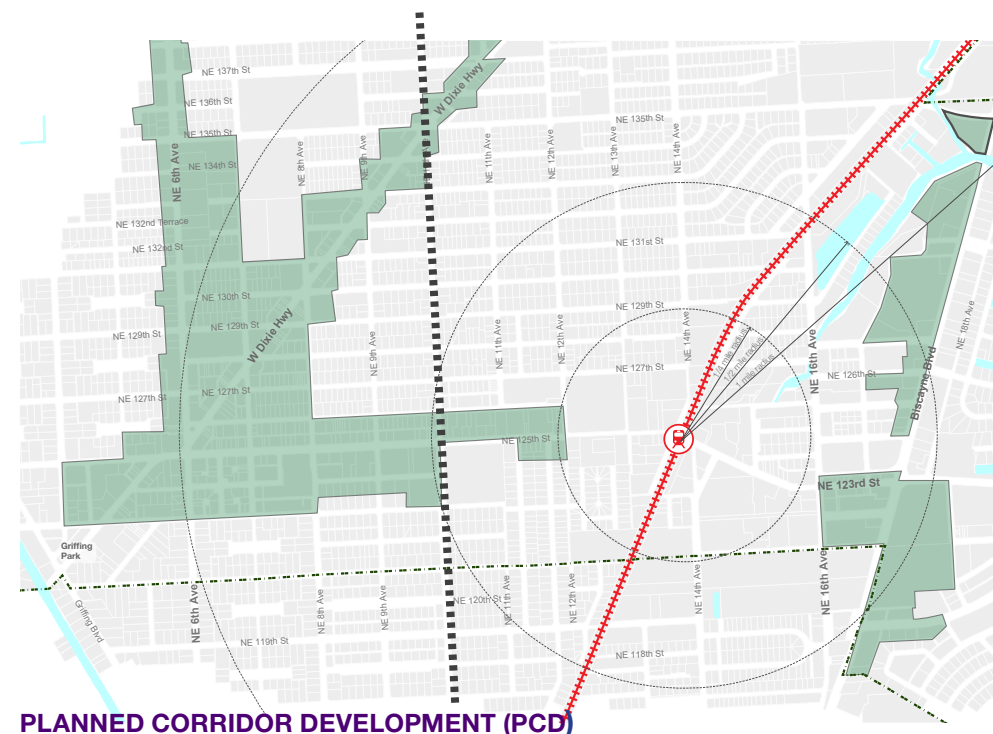 NE 137th St
W Dixie Hwy
NE 136th St
NE 135th St
NE 135th St
NE 6th Ave
NE 134th St
NE 8th Ave
NE 9th Ave
NE 11th Ave
NE 12th Ave
NE 13th Ave
NE 14th Ave
NE 132nd Terrace
NE 132nd St
NE 131st St
NE 130th St
NE 129th St
NE 129th St
NE 129th St
W Dixie Hwy
NE 9th Ave
NE 11th Ave
NE 12th Ave
NE 14th Ave
1/4 mile radius
1/2 mile radius
1 mile radius
NE 16th Ave
NE 18th Ave
NE 127th St
NE 126th St
Biscayne Blvd
NE 127th St
NE 127th St
NE 125th St
NE 123rd St
Griffing
Park
Griffing Blvd
NE 6th Ave
NE 8th Ave
NE 9th Ave
NE 120th St
NE 11th Ave
NE 12th Ave
NE 14th Ave
NE 16th Ave
NE 119th St
NE 118th St
PLANNED CORRIDOR DEVELOPMENT (PCD)